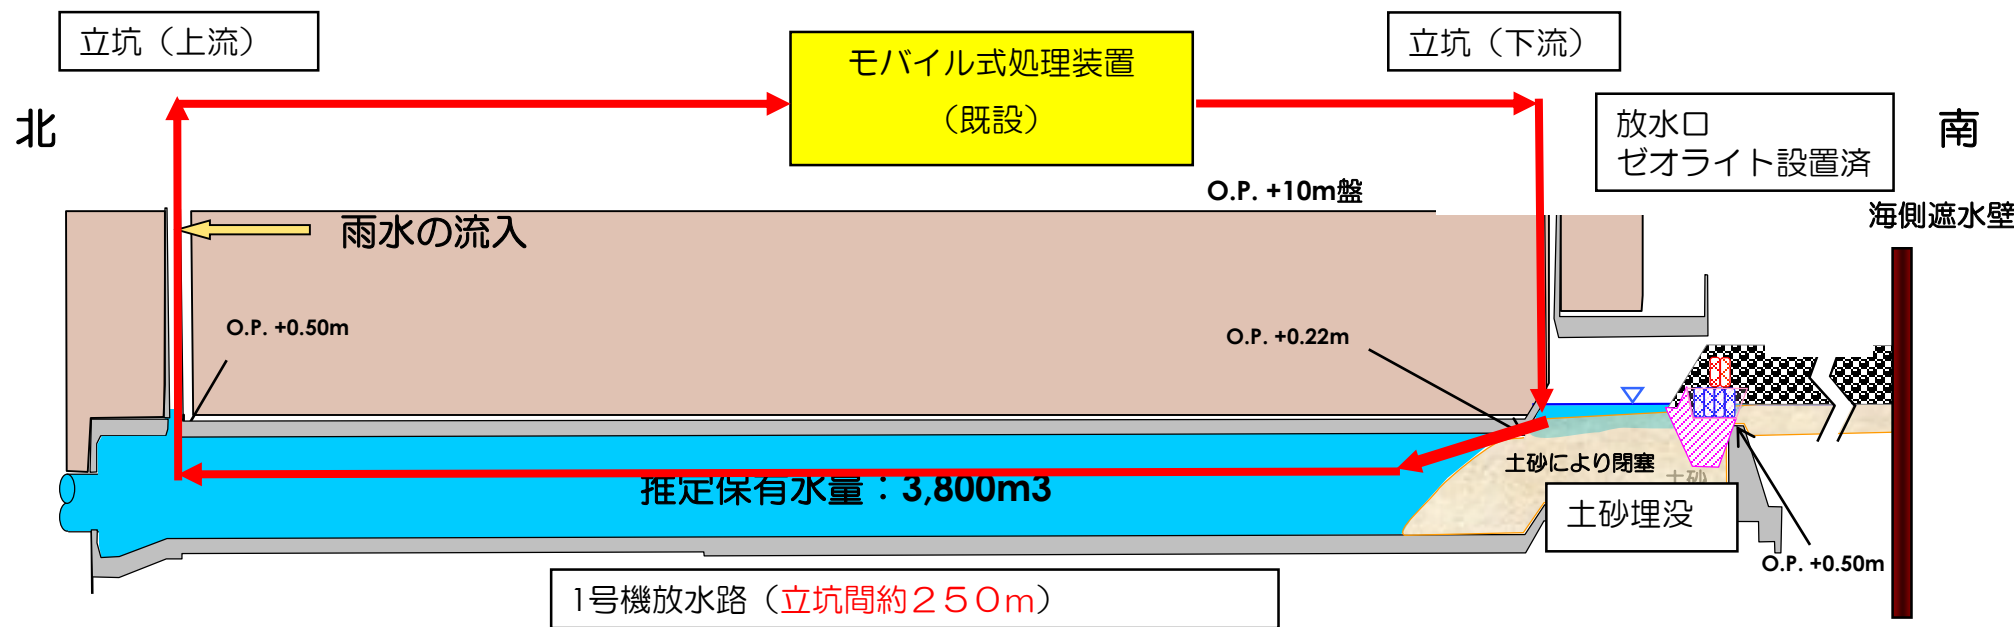 立坑（上流）
モバイル式処理装置
（既設）
立坑（下流）
北
放水口
ゼオライト設置済
南
O.P. +10m盤
海側遮水壁
雨水の流入
O.P. +0.50m
O.P. +0.22m
土砂により閉塞
土砂
推定保有水量：3,800m3
土砂埋没
O.P. +0.50m
1号機放水路（立坑間約２５０ｍ）